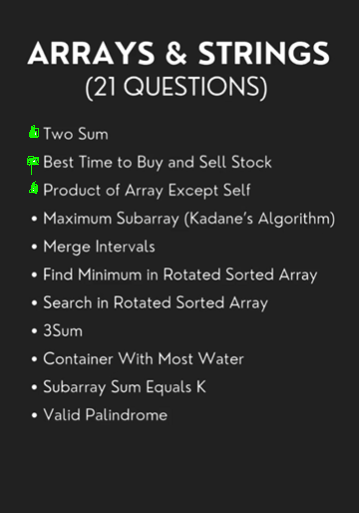 ARRAYS & STRINGS
(21 QUESTIONS)
Two Sum
Best Time to Buy and Sell Stock
Product of Array Except Self
• Maximum Subarray (Kadane's Algorithm)
• Merge Intervals
• Find Minimum in Rotated Sorted Array
• Search in Rotated Sorted Array
• 3Sum
• Container With Most Water
• Subarray Sum Equals K
• Valid Palindrome